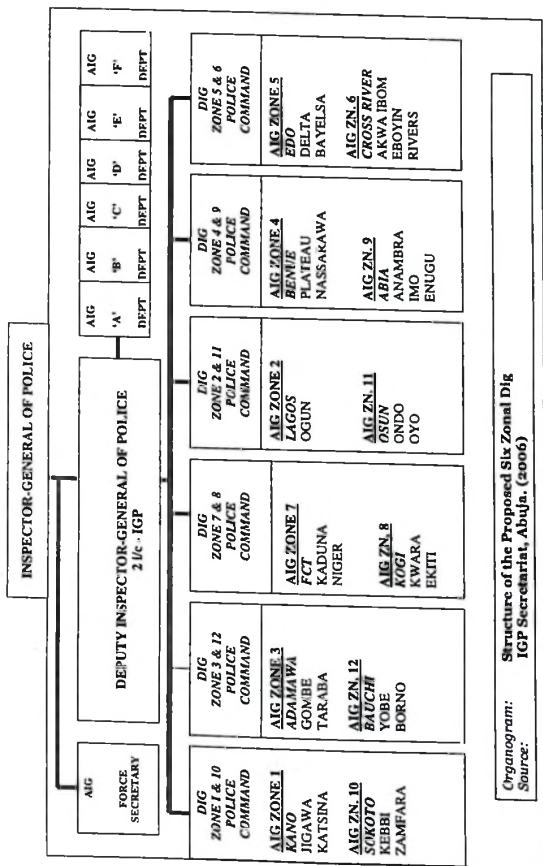 INSPECTOR-GENERAL OF POLICE
AIG
FORCE
SECRETARY
DEPUTY INSPECTOR-GENERAL OF POLICE
2 I/c - IGP
AIG
'A'
DEPT
AIG
'B'
DEPT
AIG
'C'
DEPT
AIG
'D'
DEPT
AIG
'E'
DEPT
AIG
'F'
DEPT
DIG
ZONE 1 & 10
POLICE
COMMAND
AIG ZONE 1
KANO
JIGAWA
KATSINA
AIG ZN. 10
SOKOTO
KEBBI
ZAMFARA
DIG
ZONE 3 & 12
POLICE
COMMAND
AIG ZONE 3
ADAMAWA
GOMBE
TARABA
AIG ZN. 12
BAUCHI
YOBE
BORNO
DIG
ZONE 7 & 8
POLICE
COMMAND
AIG ZONE 7
FCT
KADUNA
NIGER
AIG ZN. 8
KOGI
KWARA
EKITI
DIG
ZONE 2 & 11
POLICE
COMMAND
AIG ZONE 2
LAGOS
OGUN
AIG ZN. 11
OSUN
ONDO
OYO
DIG
ZONE 4 & 9
POLICE
COMMAND
AIG ZONE 4
BENUE
PLATEAU
NASSARAWA
AIG ZN. 9
ABIA
ANAMBRA
IMO
ENUGU
DIG
ZONE 5 & 6
POLICE
COMMAND
AIG ZONE 5
EDO
DELTA
BAYELSA
AIG ZN. 6
CROSS RIVER
AKWA IBOM
EBOYIN
RIVERS
Organogram: Structure of the Proposed Six Zonal Dig
Source: IGP Secretariat, Abuja. (2006)